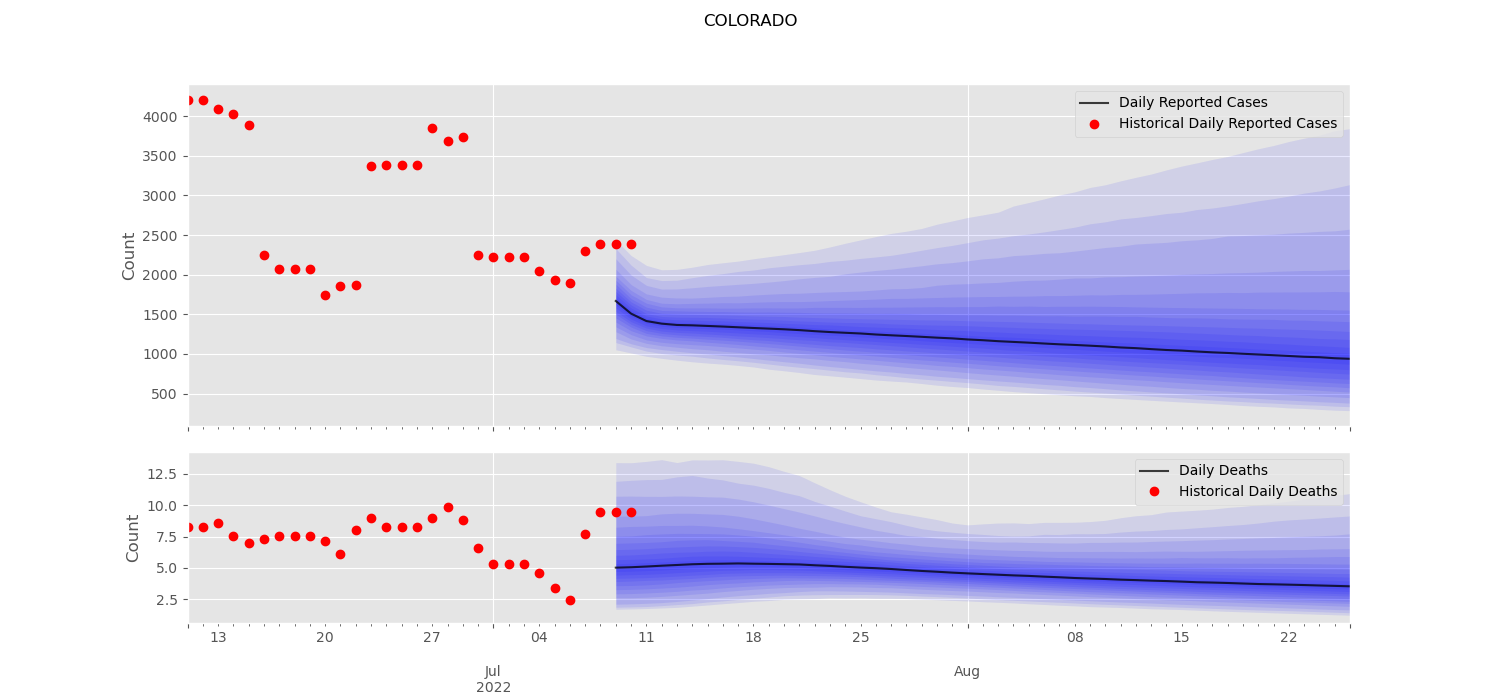 COLORADO
Daily Reported Cases
Historical Daily Reported Cases
Count
4000
3500
3000
2500
2000
1500
1000
500
Daily Deaths
Historical Daily Deaths
Count
12.5
10.0
7.5
5.0
2.5
13 20 27 04 11 18 25 08 15 22
Jul Aug
2022